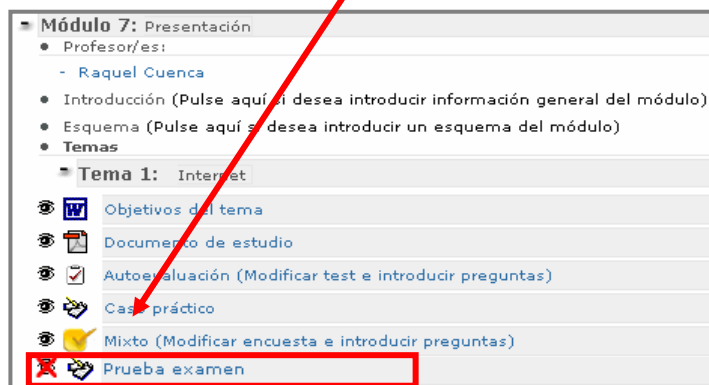 Módulo 7: Presentación
Profesor/es:
- Raquel Cuenca
Introducción (Pulse aquí si desea introducir información general del módulo)
Esquema (Pulse aquí si desea introducir un esquema del módulo)
Temas
Tema 1: Internet
Objetivos del tema
Documento de estudio
Autoevaluación (Modificar test e introducir preguntas)
Caso práctico
Mixto (Modificar encuesta e introducir preguntas)
Prueba examen